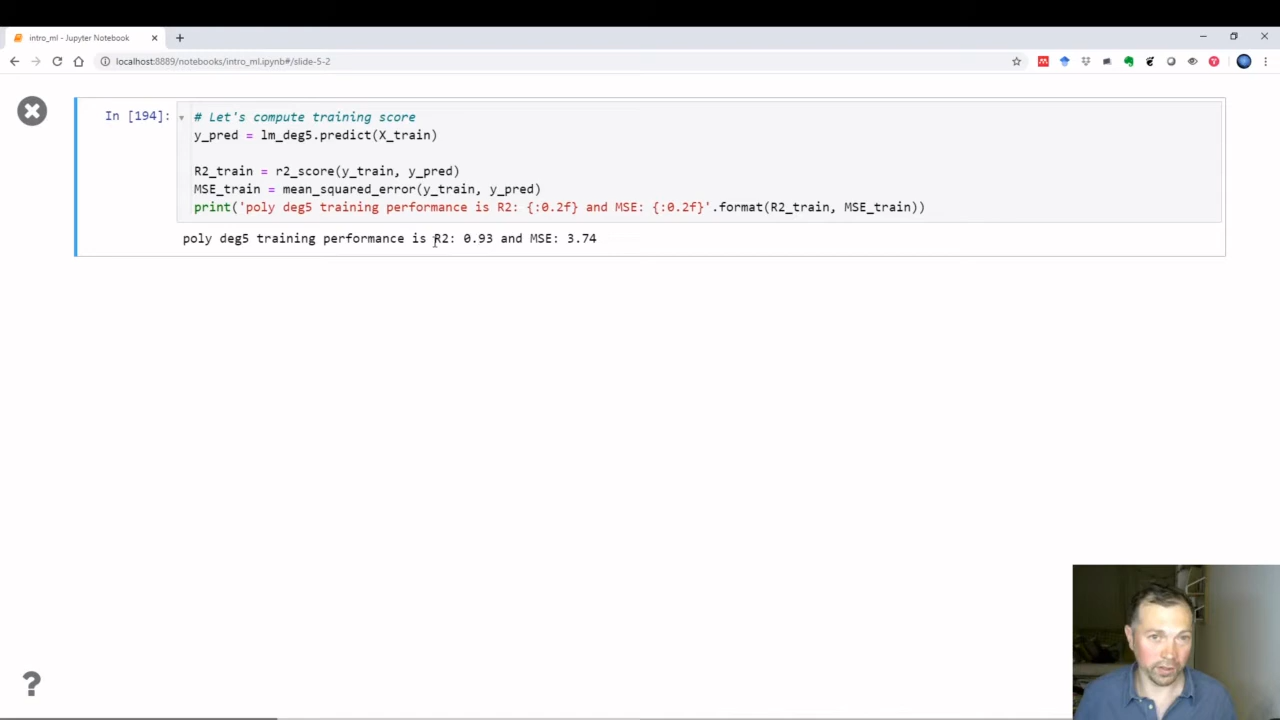 intro_ml - Jupyter Notebook
localhost:8889/notebooks/intro_ml.ipynb#/slide-5-2
In [194]:
# Let's compute training score
y_pred = lm_deg5.predict(X_train)
R2_train = r2_score(y_train, y_pred)
MSE_train = mean_squared_error(y_train, y_pred)
print('poly deg5 training performance is R2: {:0.2f} and MSE: {:0.2f}'.format(R2_train, MSE_train))
poly deg5 training performance is R2: 0.93 and MSE: 3.74
?